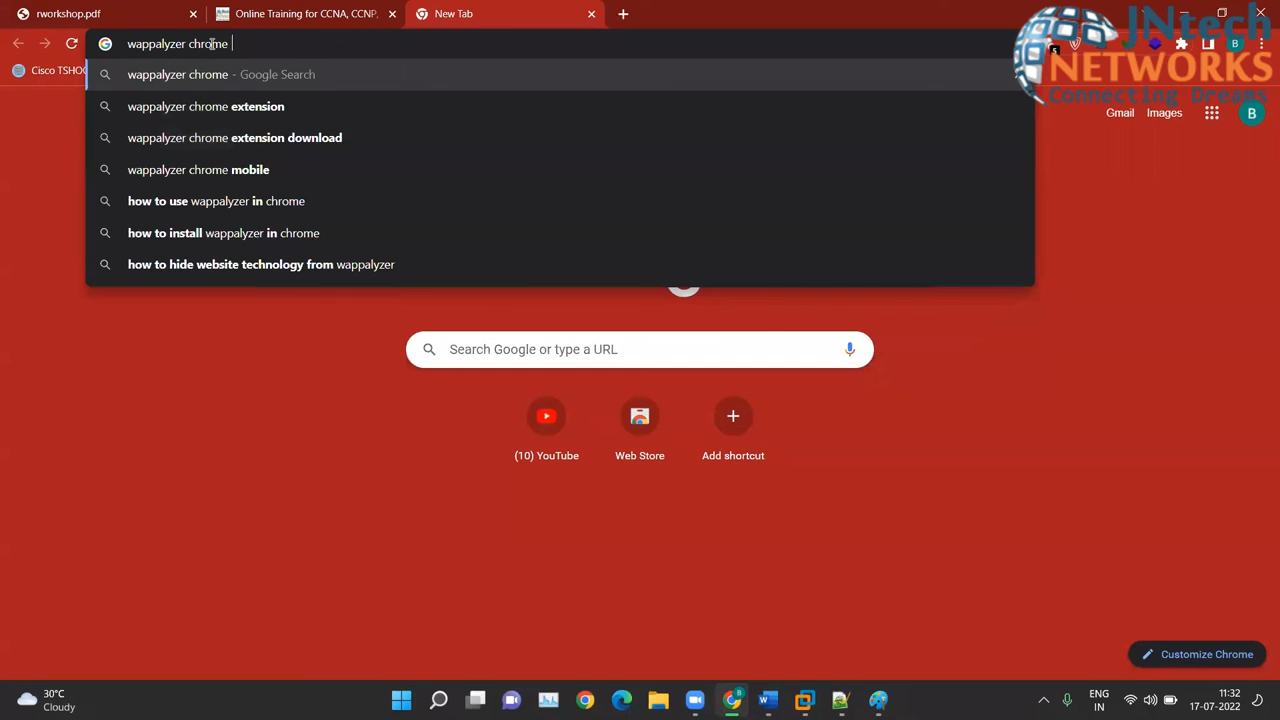 rworkshop.pdf
Online Training for CCNA, CCNP,
New Tab
wappalyzer chrome
JNtech
NETWORKS
Connecting Dreams
Cisco TSHOO
wappalyzer chrome - Google Search
wappalyzer chrome extension
wappalyzer chrome extension download
wappalyzer chrome mobile
how to use wappalyzer in chrome
how to install wappalyzer in chrome
how to hide website technology from wappalyzer
Gmail
Images
B
B
Search Google or type a URL
(10) YouTube
Web Store
Add shortcut
Customize Chrome
30°C
Cloudy
ENG
IN
11:32
17-07-2022